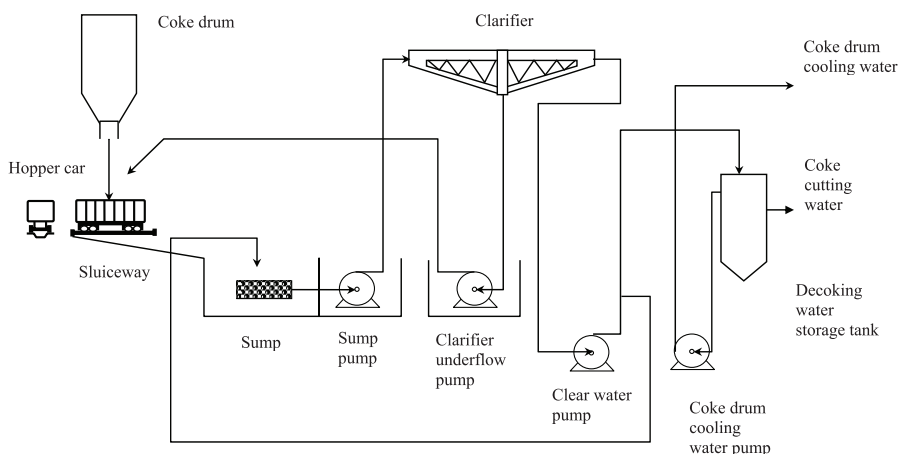 Coke drum
Clarifier
Coke drum
cooling water
Hopper car
Coke
cutting
water
Sluiceway
Decoking
water
storage tank
Sump
Sump
pump
Clarifier
underflow
pump
Clear water
pump
Coke drum
cooling
water pump